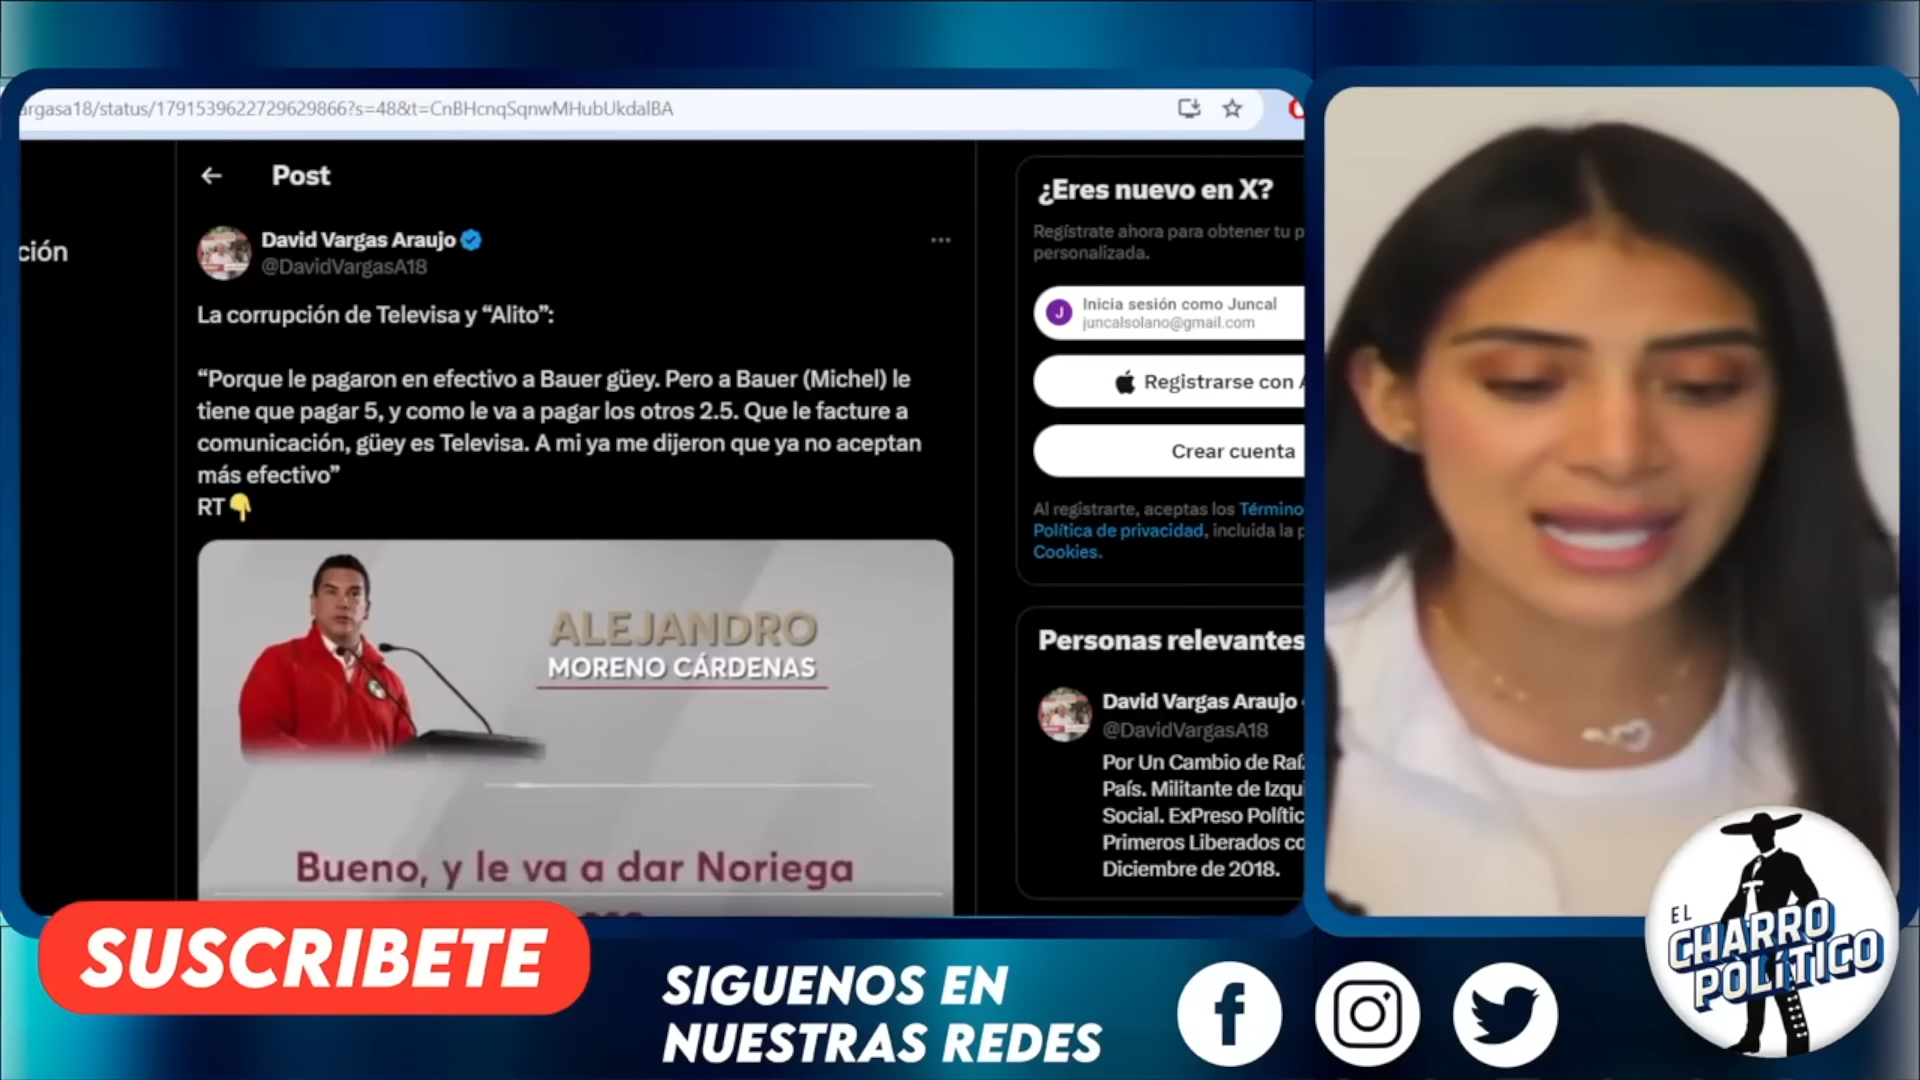 argasa18/status/1791539622729629866?s=48&t=CnBHcnqSqnwMHubUkdalBA
ción
Post
David Vargas Araujo
@DavidVargasA18
La corrupción de Televisa y “Alito”:
“Porque le pagaron en efectivo a Bauer güey. Pero a Bauer (Michel) le
tiene que pagar 5, y como le va a pagar los otros 2.5. Que le facture a
comunicación, güey es Televisa. A mi ya me dijeron que ya no aceptan
más efectivo”
RT
ALEJANDRO
MORENO CÁRDENAS
Bueno, y le va a dar Noriega
¿Eres nuevo en X?
Regístrate ahora para obtener tu p
personalizada.
J
Inicia sesión como Juncal
juncalsolano@gmail.com
Registrarse con A
Crear cuenta
Al registrarte, aceptas los Término
Política de privacidad, incluida la p
Cookies.
Personas relevantes
David Vargas Araujo
@DavidVargasA18
Por Un Cambio de Raí
País. Militante de Izqui
Social. ExPreso Polític
Primeros Liberados co
Diciembre de 2018.
SUSCRIBETE
SIGUENOS EN
NUESTRAS REDES
EL
CHARRO
POLÍTICO